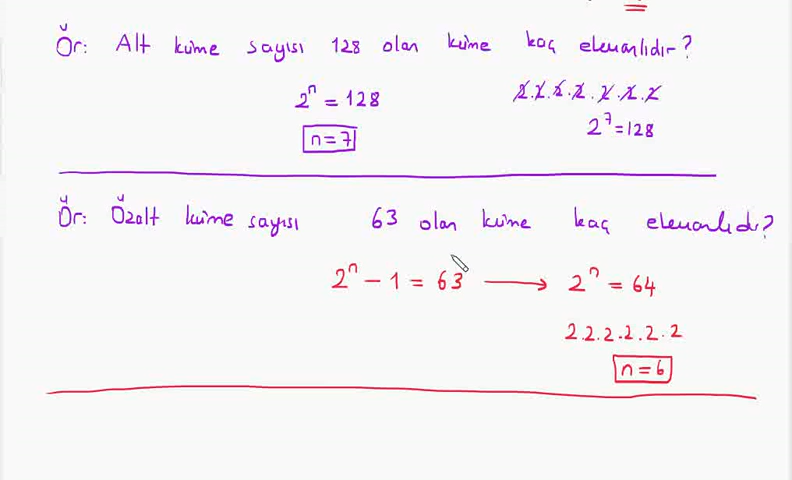 Ör: Alt küme sayısı 128 olan küme kaç elemanlıdır?
2ⁿ = 128
2.2.2.2.2.2.2
n=7
2⁷=128
Ör: Özalt küme sayısı 63 olan küme kaç elemanlıdır?
2ⁿ – 1 = 63 → 2ⁿ = 64
2.2.2.2.2.2
n=6